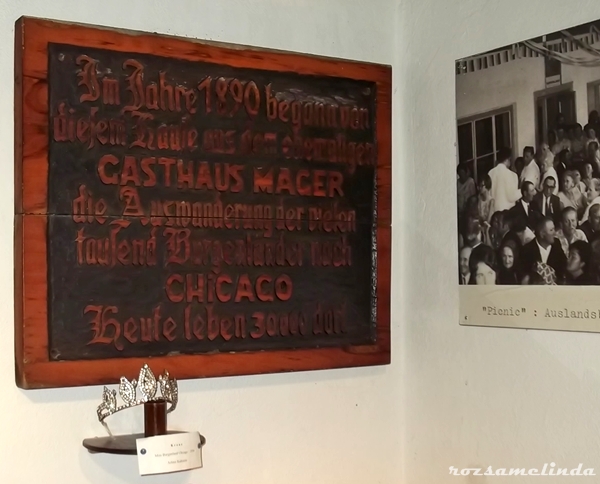 Im Jahre 1890 begann von
diesem Hause aus dem ehemaligen
GASTHAUS MAGER
die Auswanderung der vielen
tausend Burgenländer nach
CHICAGO
Heute leben 30000 dort
"Picnic" : Auslandsb
rozsamelinda